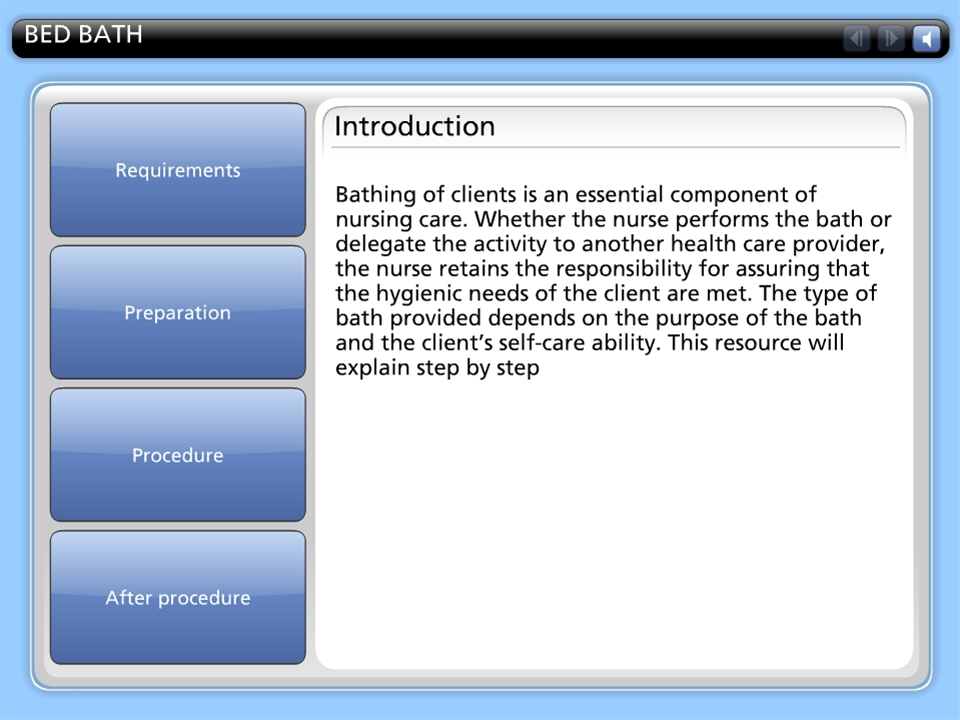 BED BATH
Requirements
Preparation
Procedure
After procedure
Introduction
Bathing of clients is an essential component of
nursing care. Whether the nurse performs the bath or
delegate the activity to another health care provider,
the nurse retains the responsibility for assuring that
the hygienic needs of the client are met. The type of
bath provided depends on the purpose of the bath
and the client’s self-care ability. This resource will
explain step by step